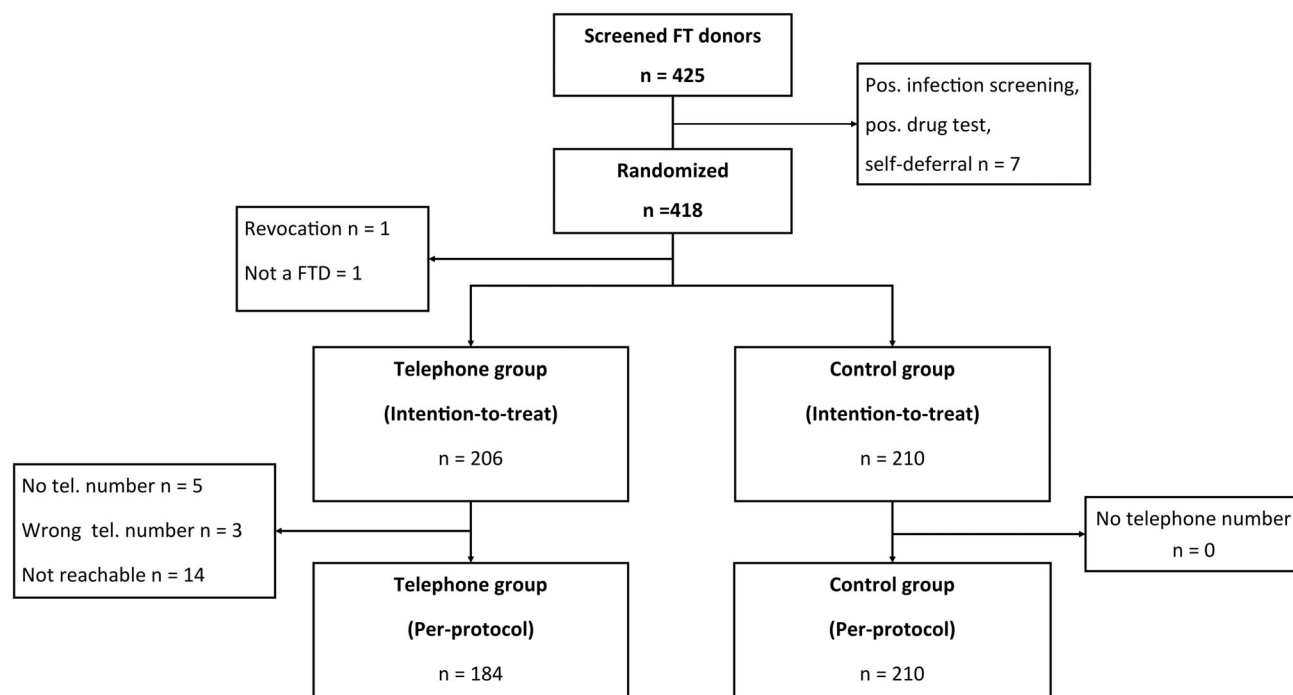 Screened FT donors
n = 425
Pos. infection screening,
pos. drug test,
self-deferral n = 7
Randomized
n =418
Revocation n = 1
Not a FTD = 1
Telephone group
(Intention-to-treat)
n = 206
Control group
(Intention-to-treat)
n = 210
No tel. number n = 5
Wrong  tel. number n = 3
Not reachable n = 14
No telephone number
n = 0
Telephone group
(Per-protocol)
n = 184
Control group
(Per-protocol)
n = 210